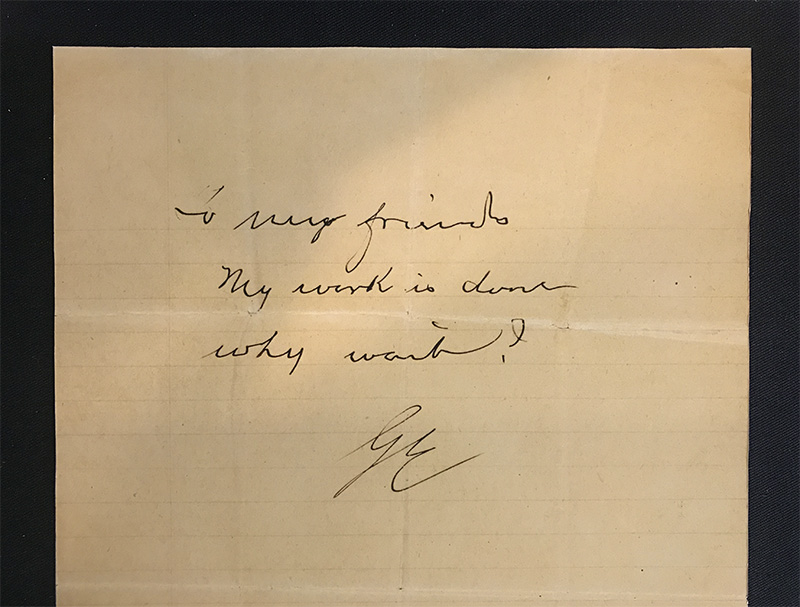 to my friends
My work is done
why wait?
GE